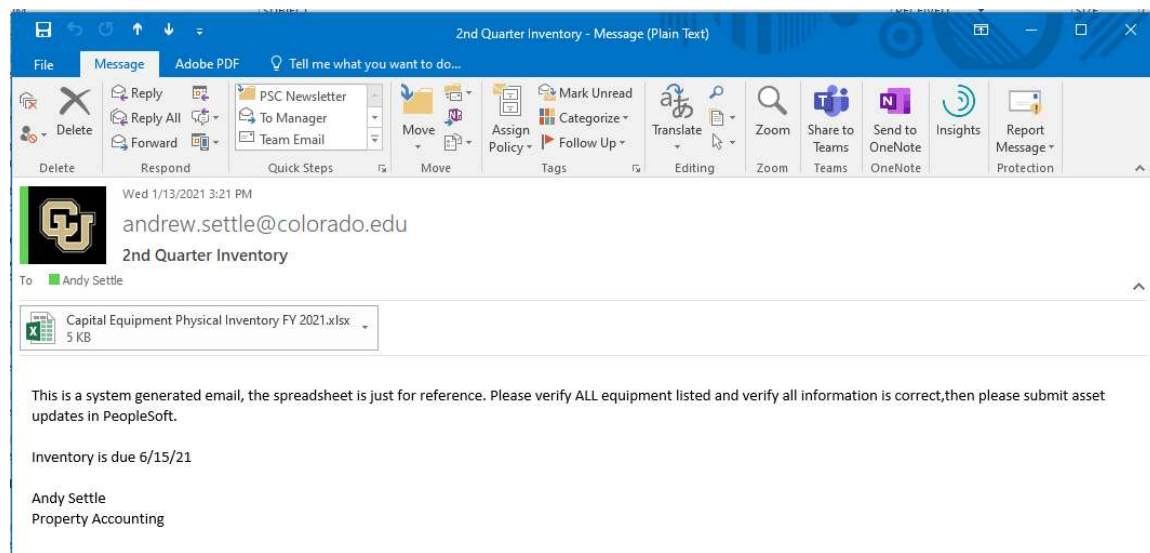 2nd Quarter Inventory - Message (Plain Text)
File Message Adobe PDF Tell me what you want to do...
Delete
Reply
Reply All
Forward
PSC Newsletter
To Manager
Team Email
Move
Assign
Policy
Mark Unread
Categorize
Follow Up
Translate
Zoom
Share to
Teams
Send to
OneNote
Insights
Report
Message
Delete Respond Quick Steps Move Tags Editing Zoom Teams OneNote Protection
Wed 1/13/2021 3:21 PM
andrew.settle@colorado.edu
2nd Quarter Inventory
To Andy Settle
Capital Equipment Physical Inventory FY 2021.xlsx
5 KB
This is a system generated email, the spreadsheet is just for reference. Please verify ALL equipment listed and verify all information is correct,then please submit asset
updates in PeopleSoft.
Inventory is due 6/15/21
Andy Settle
Property Accounting